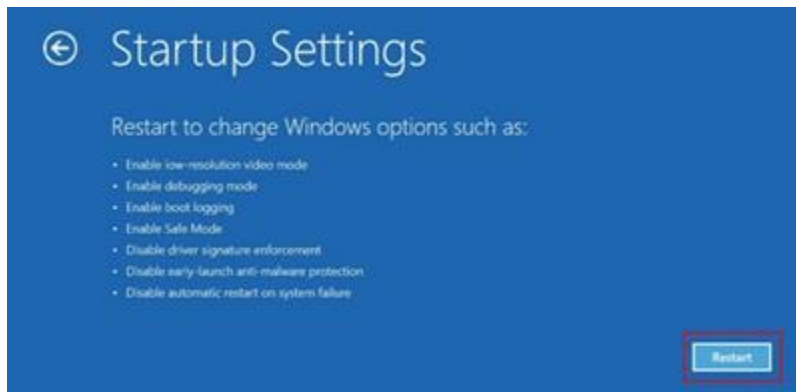 Startup Settings
Restart to change Windows options such as:
• Enable low-resolution video mode
• Enable debugging mode
• Enable boot logging
• Enable Safe Mode
• Disable driver signature enforcement
• Disable early-launch anti-malware protection
• Disable automatic restart on system failure
Restart